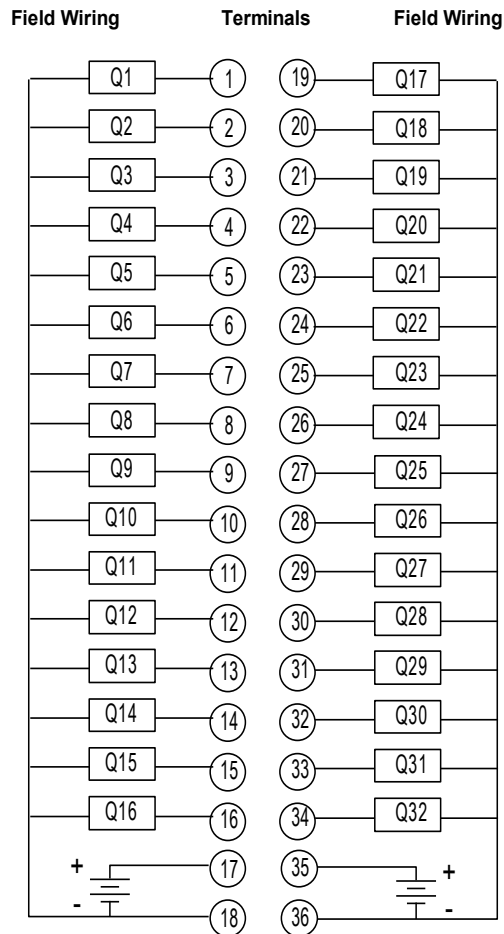 Field Wiring Terminals Field Wiring
Q1 1 19 Q17
Q2 2 20 Q18
Q3 3 21 Q19
Q4 4 22 Q20
Q5 5 23 Q21
Q6 6 24 Q22
Q7 7 25 Q23
Q8 8 26 Q24
Q9 9 27 Q25
Q10 10 28 Q26
Q11 11 29 Q27
Q12 12 30 Q28
Q13 13 31 Q29
Q14 14 32 Q30
Q15 15 33 Q31
Q16 16 34 Q32
+ 17 35 +
- 18 36 -